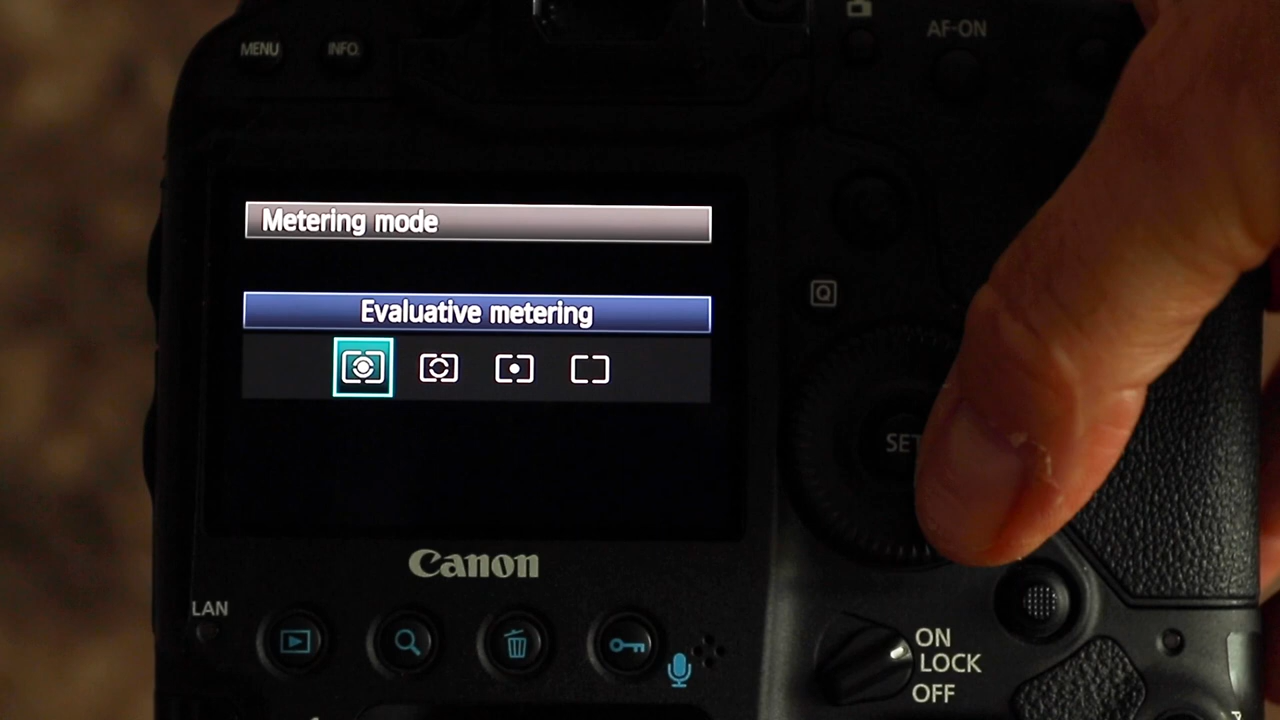 MENU
INFO.
AF-ON
Metering mode
Q
Evaluative metering
SET
Canon
LAN
ON
LOCK
OFF